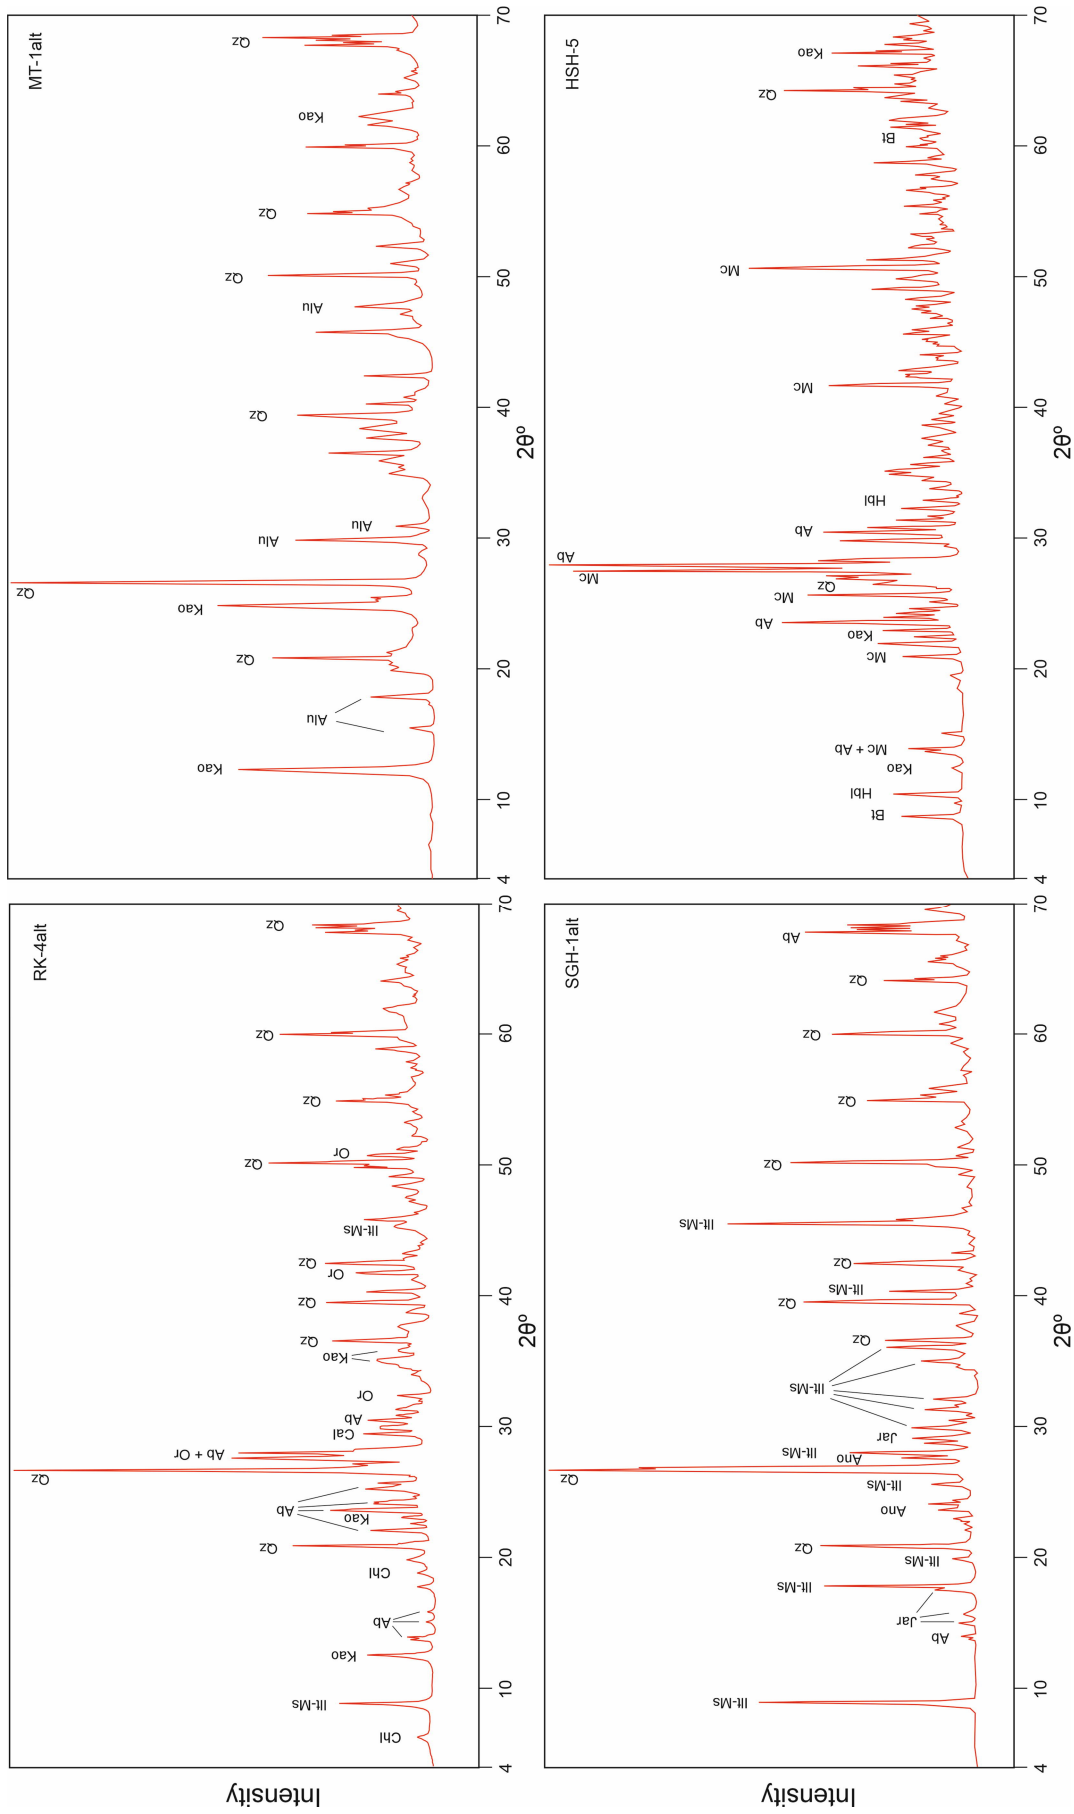 RK-4alt
Chl
Ilt-Ms
Kao
Ab
Chl
Qz
Ab
Kao
Qz
Ab + Or
Cal
Ab
Or
Kao
Qz
Qz
Or
Qz
Ilt-Ms
Qz
Or
Qz
Qz
Qz
4 10 20 30 40 50 60 70
2θº
Intensity
MT-1alt
Kao
Alu
Qz
Kao
Qz
Alu
Alu
Qz
Alu
Qz
Qz
Kao
Qz
4 10 20 30 40 50 60 70
2θº
SGH-1alt
Ilt-Ms
Ab
Jar
Ilt-Ms
Ilt-Ms
Qz
Ano
Ilt-Ms
Qz
Ano
Ilt-Ms
Jar
Ilt-Ms
Qz
Qz
Ilt-Ms
Qz
Ilt-Ms
Qz
Qz
Qz
Qz
Ab
4 10 20 30 40 50 60 70
2θº
Intensity
HSH-5
Bt
Hbl
Kao
Mc + Ab
Mc
Kao
Ab
Mc
Qz
Mc
Ab
Ab
Hbl
Mc
Mc
Bt
Qz
Kao
4 10 20 30 40 50 60 70
2θº